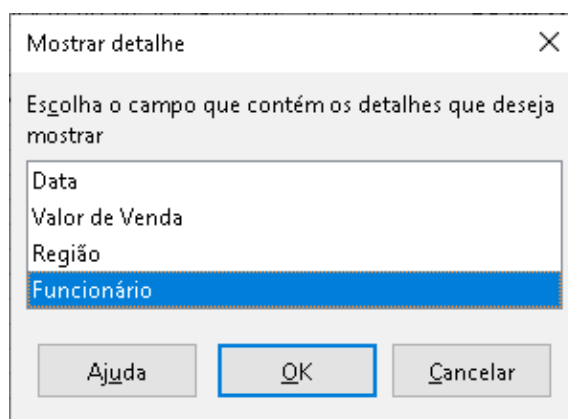 Mostrar detalhe
Escolha o campo que contém os detalhes que deseja
mostrar
Data
Valor de Venda
Região
Funcionário
Ajuda OK Cancelar